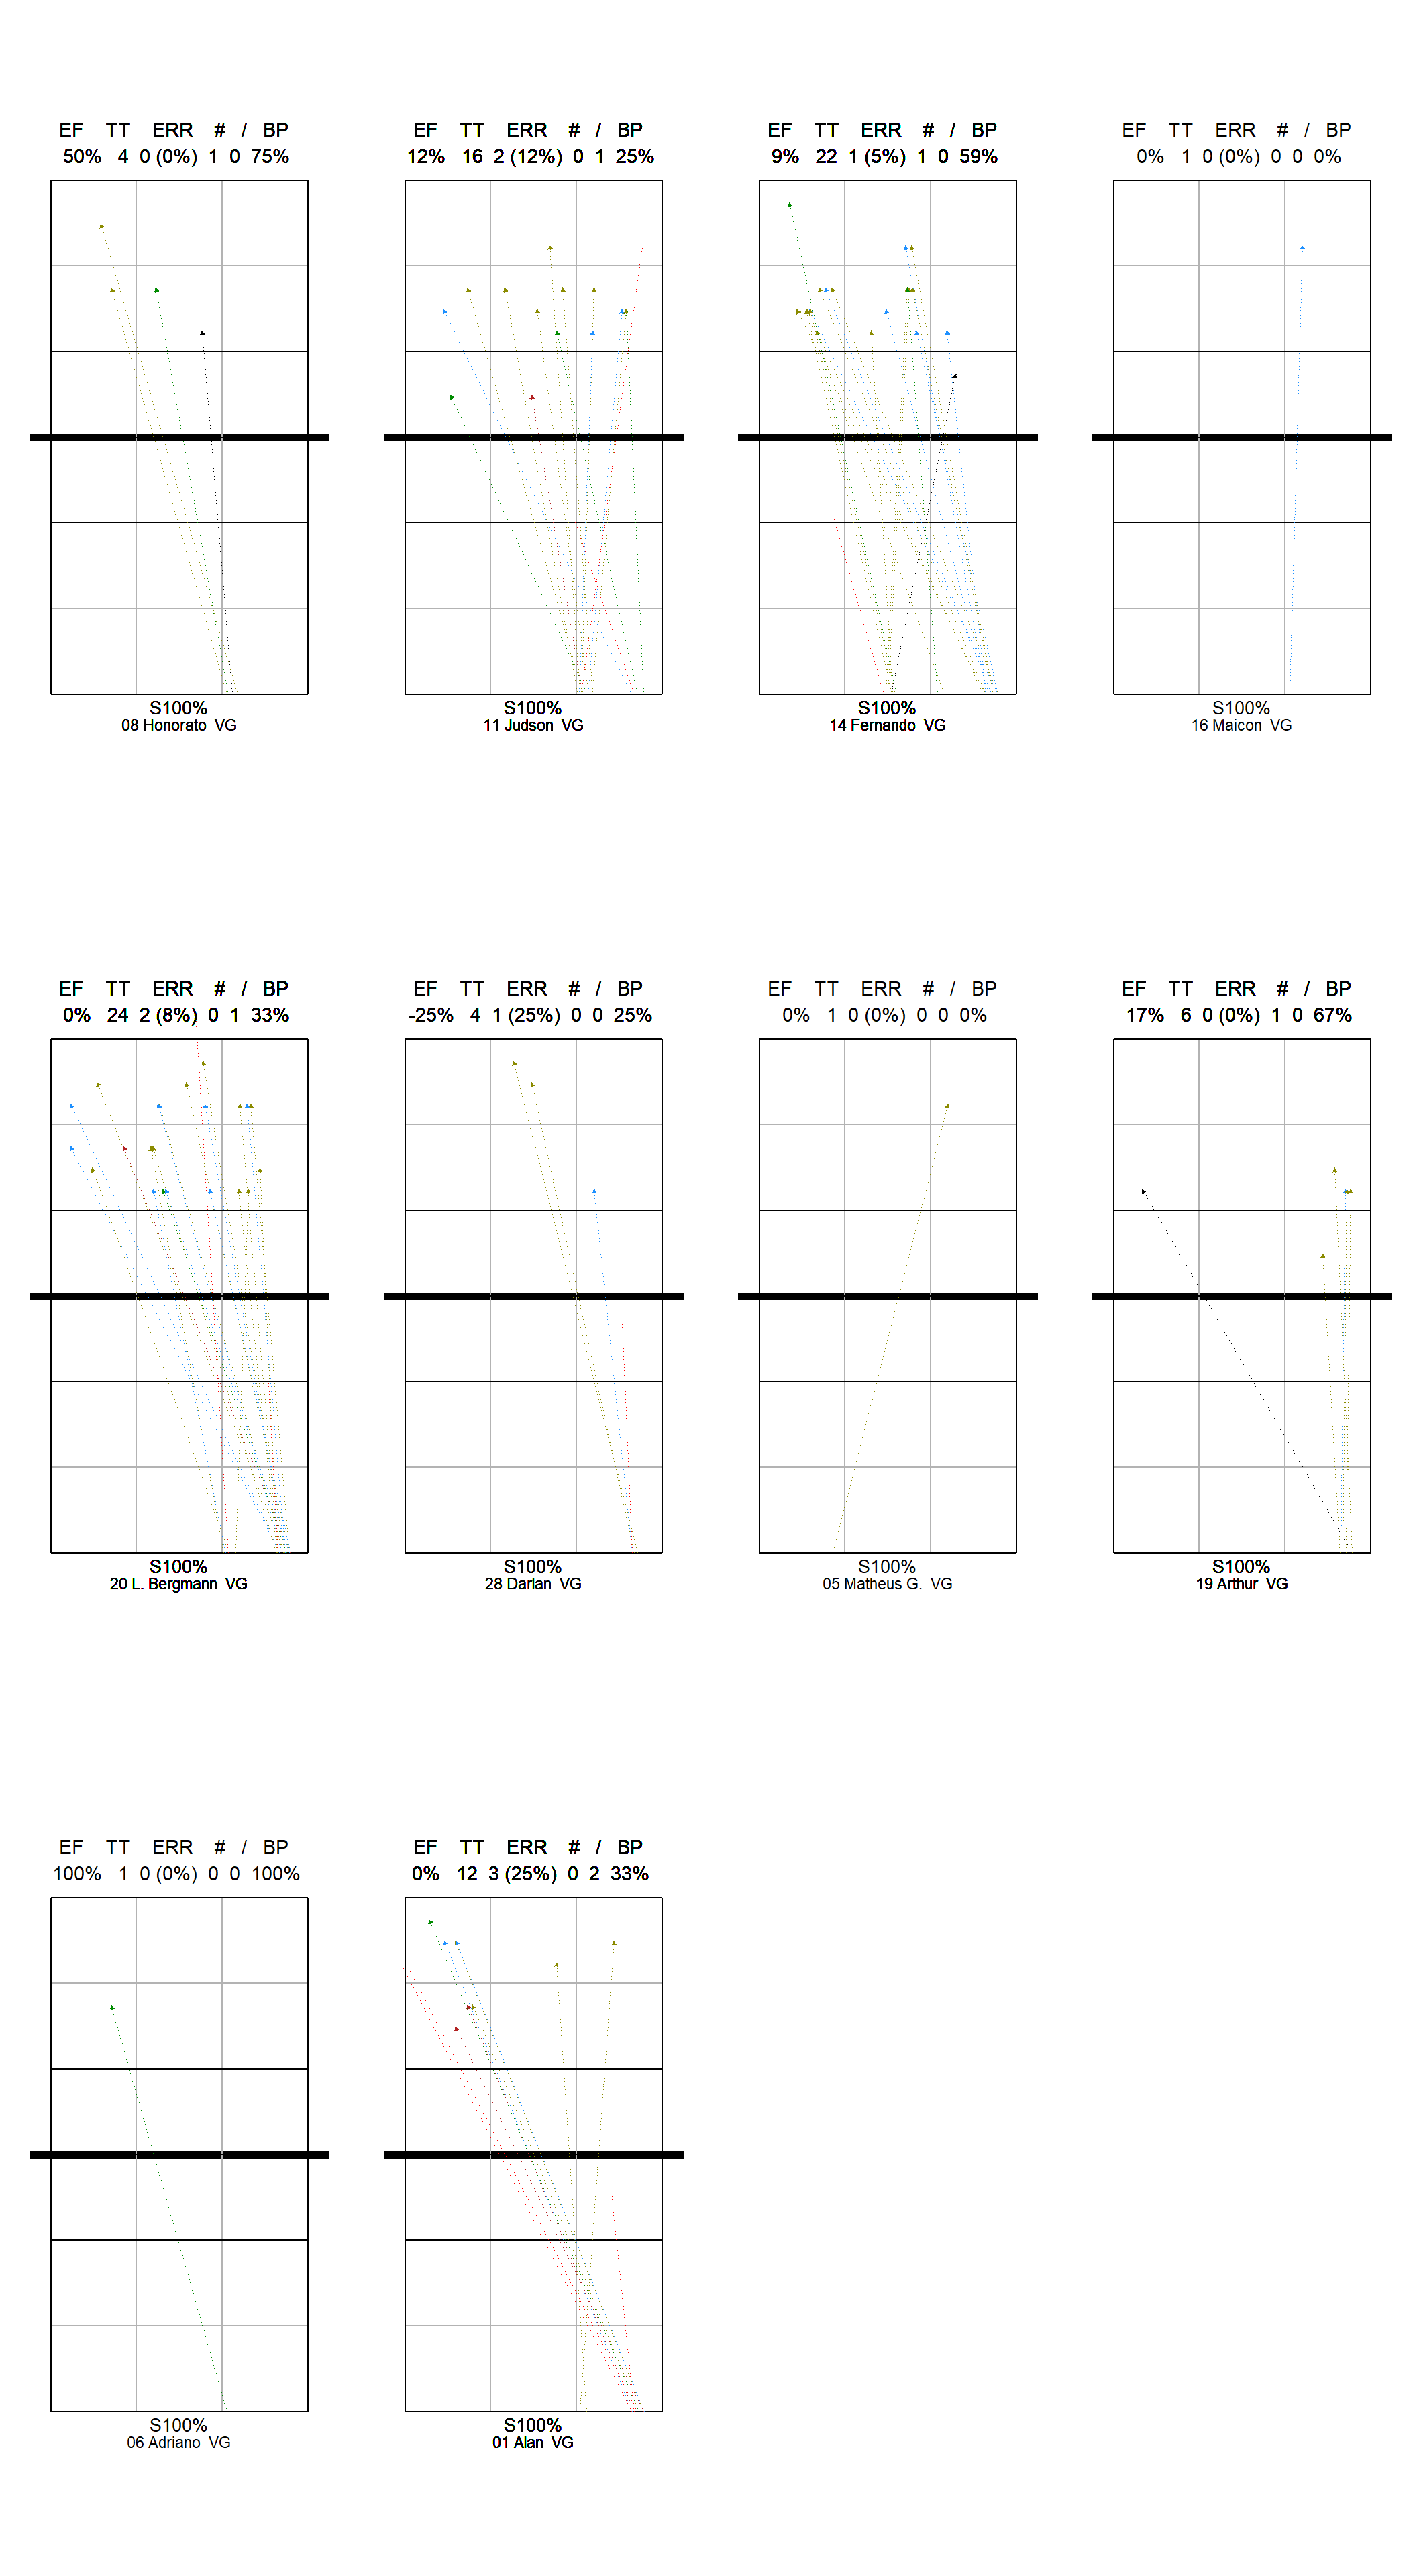 EF TT ERR # / BP
50% 4 0 (0%) 1 0 75%
S100%
08 Honorato VG
EF TT ERR # / BP
12% 16 2 (12%) 0 1 25%
S100%
11 Judson VG
EF TT ERR # / BP
9% 22 1 (5%) 1 0 59%
S100%
14 Fernando VG
EF TT ERR # / BP
0% 1 0 (0%) 0 0 0%
S100%
16 Maicon VG
EF TT ERR # / BP
0% 24 2 (8%) 0 1 33%
S100%
20 L. Bergmann VG
EF TT ERR # / BP
-25% 4 1 (25%) 0 0 25%
S100%
28 Darlan VG
EF TT ERR # / BP
0% 1 0 (0%) 0 0 0%
S100%
05 Matheus G. VG
EF TT ERR # / BP
17% 6 0 (0%) 1 0 67%
S100%
19 Arthur VG
EF TT ERR # / BP
100% 1 0 (0%) 0 0 100%
S100%
06 Adriano VG
EF TT ERR # / BP
0% 12 3 (25%) 0 2 33%
S100%
01 Alan VG